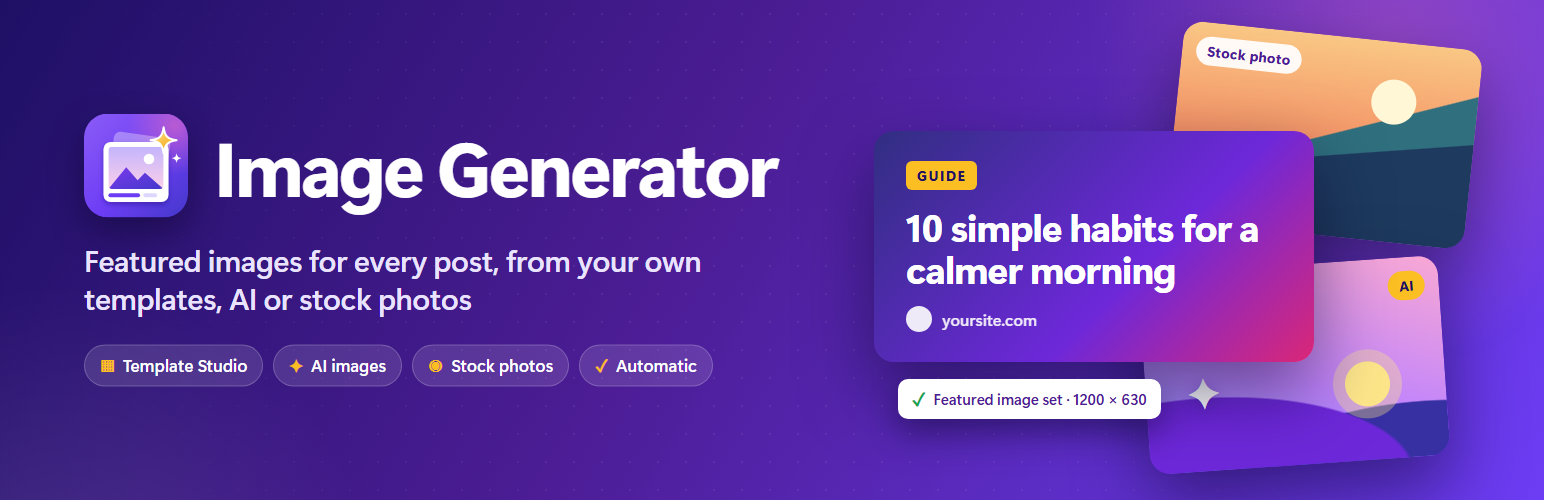 Image Generator
Featured images for every post, from your own
templates, AI or stock photos
Template Studio
AI images
Stock photos
Automatic
Stock photo
GUIDE
10 simple habits for a
calmer morning
yoursite.com
AI
✓ Featured image set · 1200 × 630